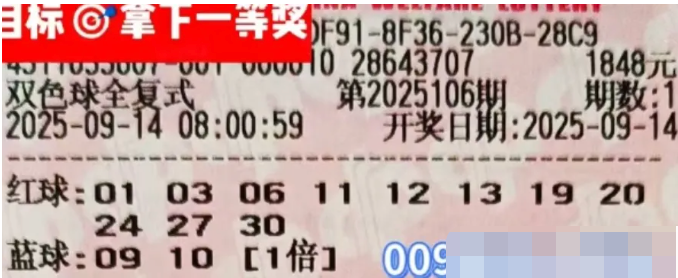 目标 拿下一等奖
DF91-8F36-230B-28C9
28643707 1848元
双色球全复式 第2025106期 期数:1
2025-09-14 08:00:59 开奖日期:2025-09-14
红球: 01 03 06 11 12 13 19 20
24 27 30
蓝球: 09 10 [1倍]
009